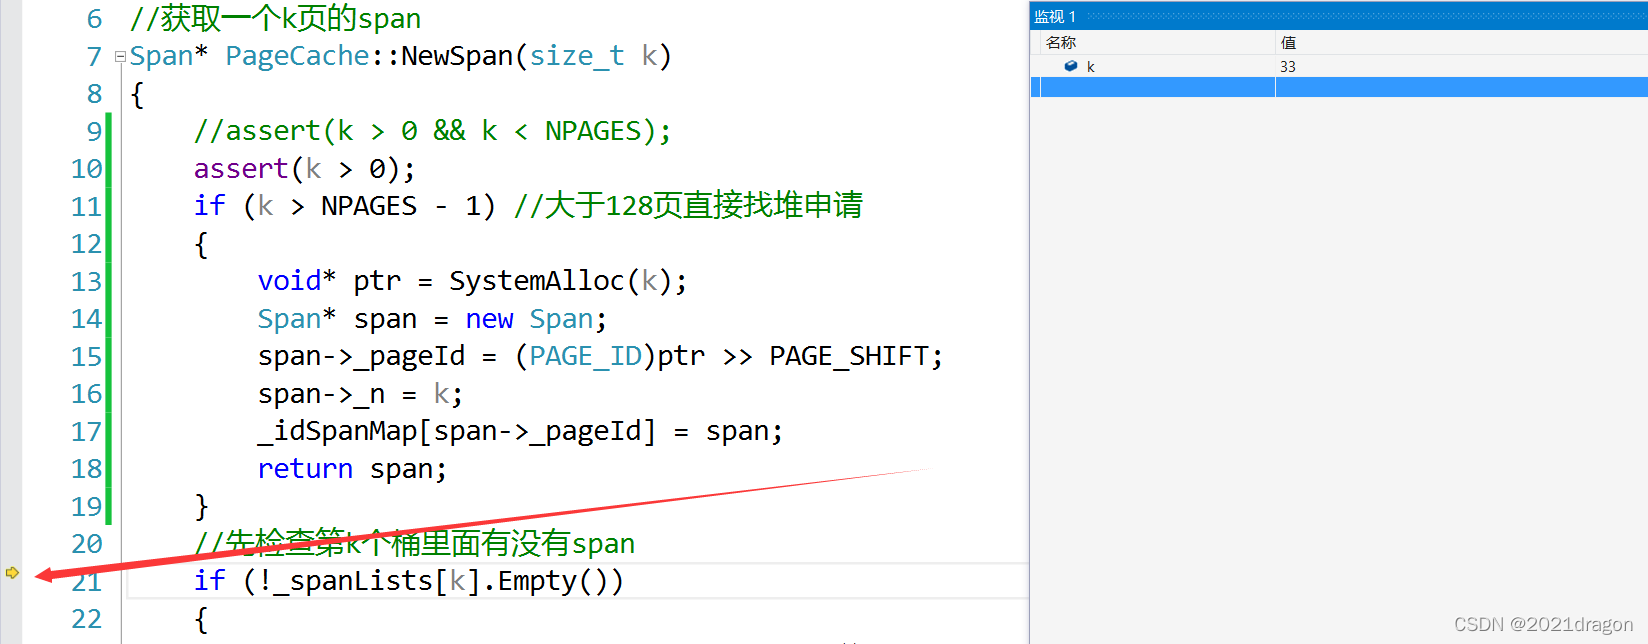 6 //获取一个k页的span
7 Span* PageCache::NewSpan(size_t k)
8 {
9 //assert(k > 0 && k < NPAGES);
10 assert(k > 0);
11 if (k > NPAGES - 1) //大于128页直接找堆申请
12 {
13 void* ptr = SystemAlloc(k);
14 Span* span = new Span;
15 span->_pageId = (PAGE_ID)ptr >> PAGE_SHIFT;
16 span->_n = k;
17 _idSpanMap[span->_pageId] = span;
18 return span;
19 }
20 //先检查第k个桶里面有没有span
21 if (!_spanLists[k].Empty())
22 {
监视 1
名称 值
k 33
CSDN @2021dragon